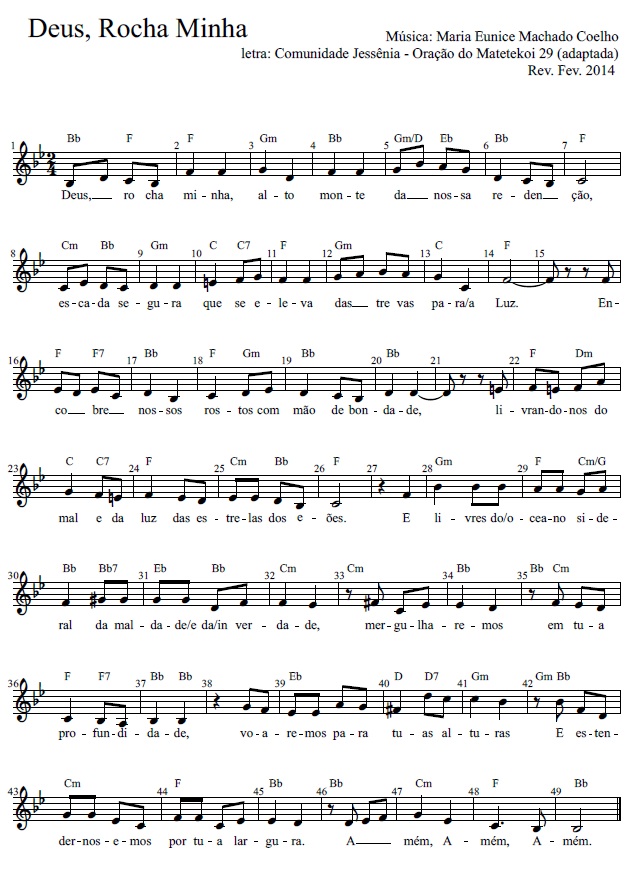 Deus, Rocha Minha
Música: Maria Eunice Machado Coelho
letra: Comunidade Jessênia - Oração do Matetekoi 29 (adaptada)
Rev. Fev. 2014
1 Bb F 2 F 3 Gm 4 Bb 5 Gm/D Eb 6 Bb 7 F
Deus, ro cha mi - nha, al - to mon - te da nos - sa re - den ção,
8 Cm Bb 9 Gm 10 C C7 11 F 12 Gm 13 C 14 F 15
es - ca - da se - gu - ra que se e - le - va das tre vas pa - ra/a Luz. En -
16 F F7 17 Bb 18 F Gm 19 Bb 20 Bb 21 22 F Dm
co bre nos - sos ros - tos com mão de bon - da - de, li - vran - do - nos do
23 C C7 24 F 25 Cm Bb 26 F 27 28 Gm 29 F Cm/G
mal e da luz das es - tre - las dos e - ões. E li - vres do/o - cea - no si - de -
30 Bb Bb7 31 Eb Bb 32 Cm 33 Cm 34 Bb 35 Bb Cm
ral da mal - da - de/e da/in ver - da - de, mer - gu - lha - re - mos em tu - a
36 F F7 37 Bb Bb 38 39 Eb 40 D D7 41 Gm 42 Gm Bb
pro - fun - di - da - de, vo - a - re - mos pa ra tu - as al - tu - ras E es - ten -
43 Cm 44 F 45 Bb 46 Bb 47 Cm 48 F 49 Bb
der - nos - e - mos por tu - a lar - gu - ra. A mém, A - mém, A - mém.